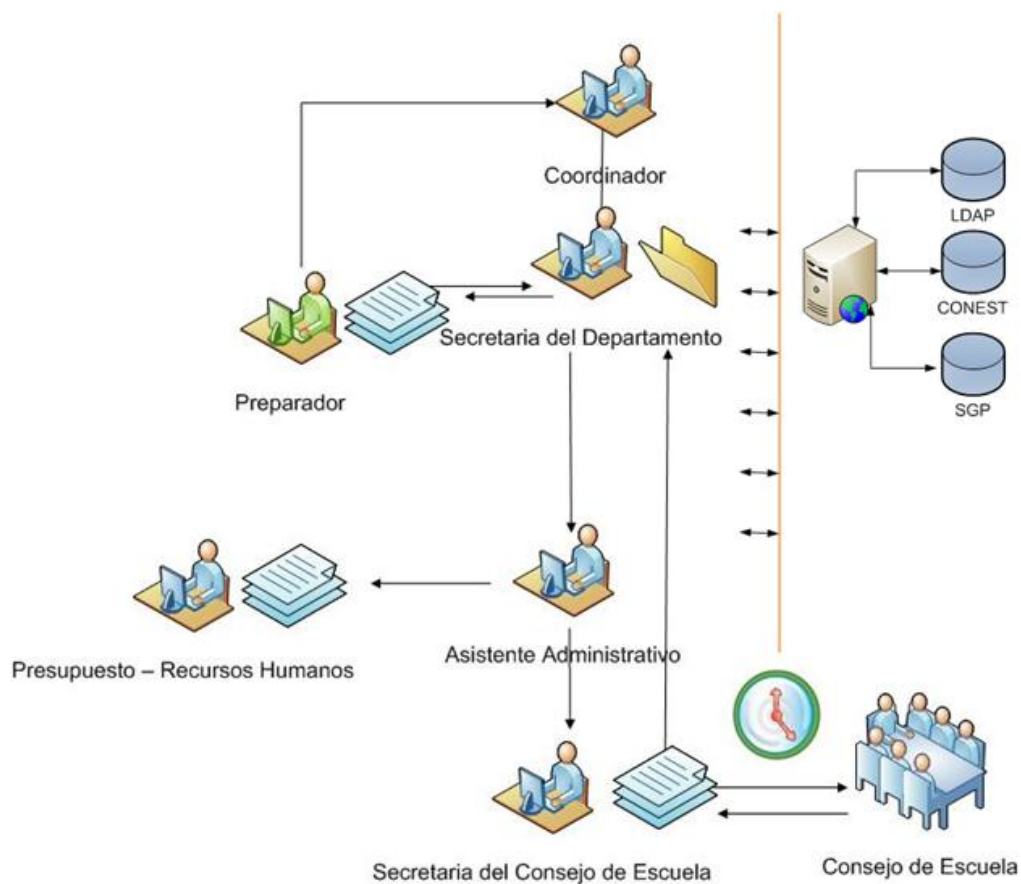 Coordinador
LDAP
CONEST
Secretaria del Departamento
Preparador
SGP
Asistente Administrativo
Presupuesto – Recursos Humanos
Secretaria del Consejo de Escuela
Consejo de Escuela